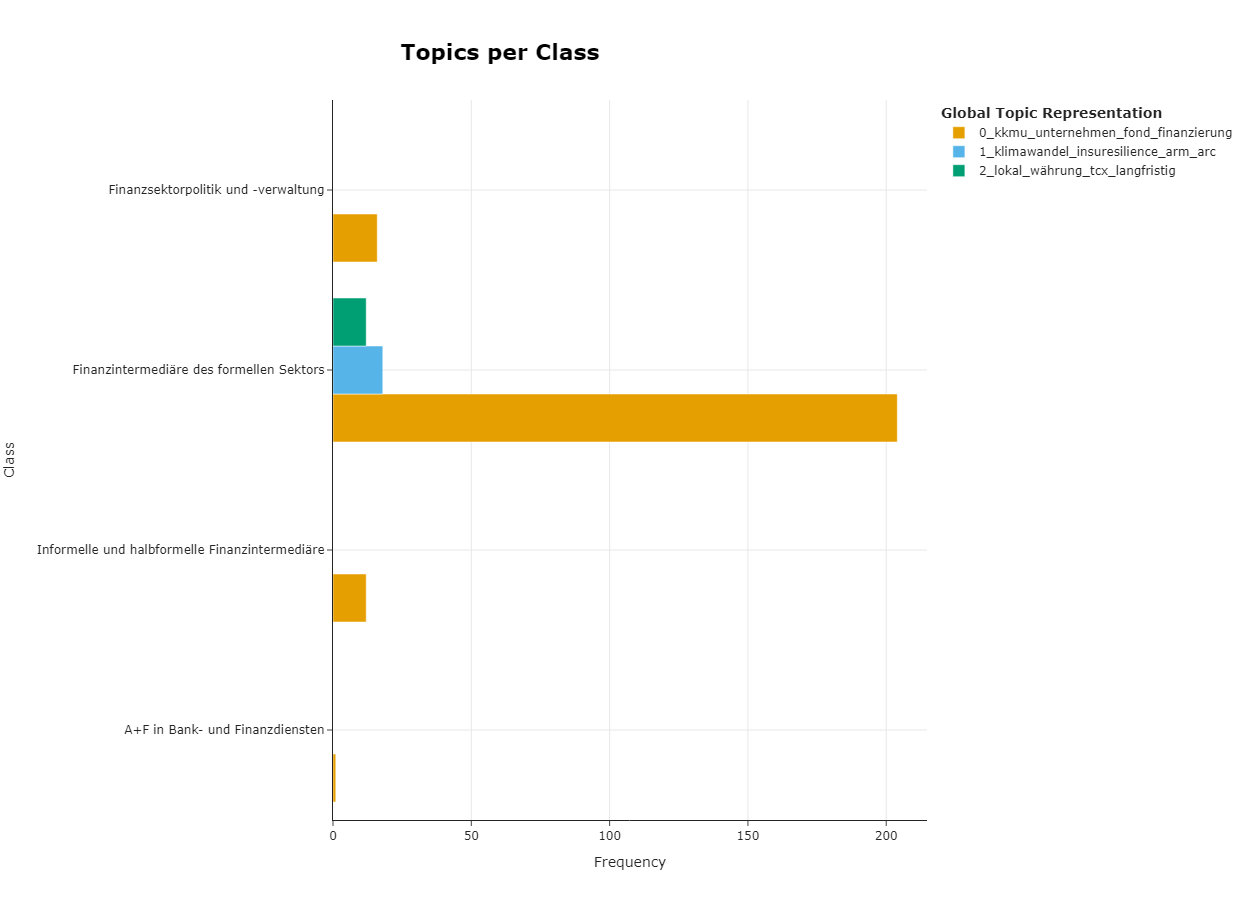 Topics per Class
Global Topic Representation
0_kkmu_unternehmen_fond_finanzierung
1_klimawandel_insuresilience_arm_arc
2_lokal_währung_tcx_langfristig
Finanzsektorpolitik und -verwaltung
Finanzintermediäre des formellen Sektors
Class
Informelle und halbformelle Finanzintermediäre
A+F in Bank- und Finanzdiensten
0 50 100 150 200
Frequency